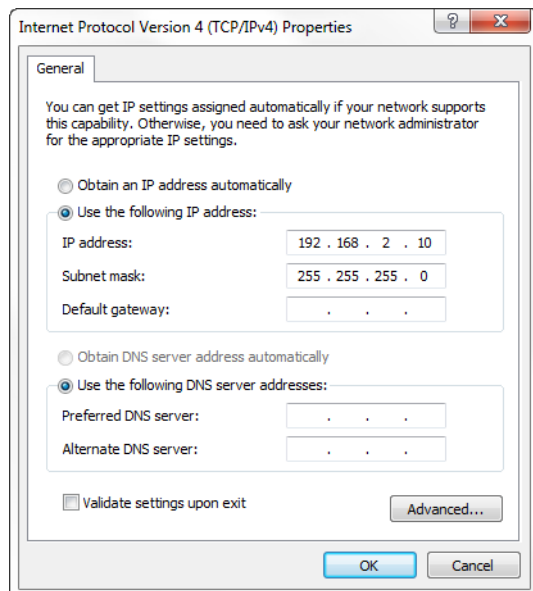 Internet Protocol Version 4 (TCP/IPv4) Properties
General
You can get IP settings assigned automatically if your network supports
this capability. Otherwise, you need to ask your network administrator
for the appropriate IP settings.
Obtain an IP address automatically
Use the following IP address:
IP address: 192 . 168 . 2 . 10
Subnet mask: 255 . 255 . 255 . 0
Default gateway: . . .
Obtain DNS server address automatically
Use the following DNS server addresses:
Preferred DNS server: . . .
Alternate DNS server: . . .
Validate settings upon exit
Advanced...
OK Cancel